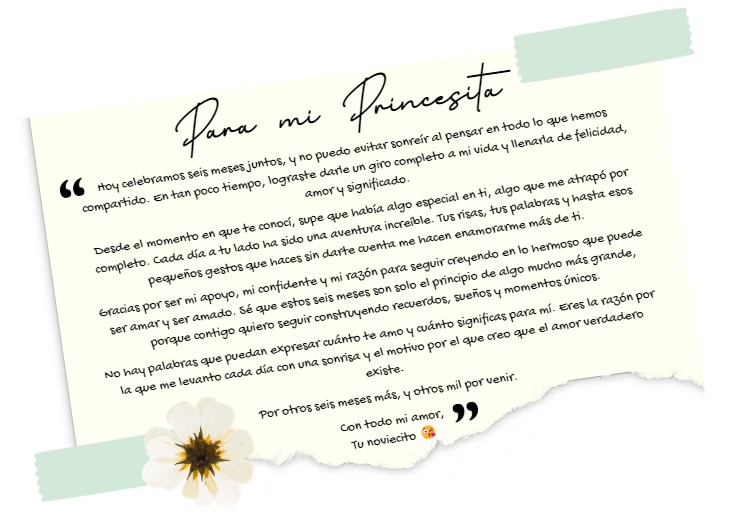 Para mi Princesita
❝ Hoy celebramos seis meses juntos, y no puedo evitar sonreír al pensar en todo lo que hemos
compartido. En tan poco tiempo, lograste darle un giro completo a mi vida y llenarla de felicidad,
amor y significado.
Desde el momento en que te conocí, supe que había algo especial en ti, algo que me atrapó por
completo. Cada día a tu lado ha sido una aventura increíble. Tus risas, tus palabras y hasta esos
pequeños gestos que haces sin darte cuenta me hacen enamorarme más de ti.
Gracias por ser mi apoyo, mi confidente y mi razón para seguir creyendo en lo hermoso que puede
ser amar y ser amado. Sé que estos seis meses son solo el principio de algo mucho más grande,
porque contigo quiero seguir construyendo recuerdos, sueños y momentos únicos.
No hay palabras que puedan expresar cuánto te amo y cuánto significas para mí. Eres la razón por
la que me levanto cada día con una sonrisa y el motivo por el que creo que el amor verdadero
existe.
Por otros seis meses más, y otros mil por venir.
Con todo mi amor, ❞
Tu noviecito 😘